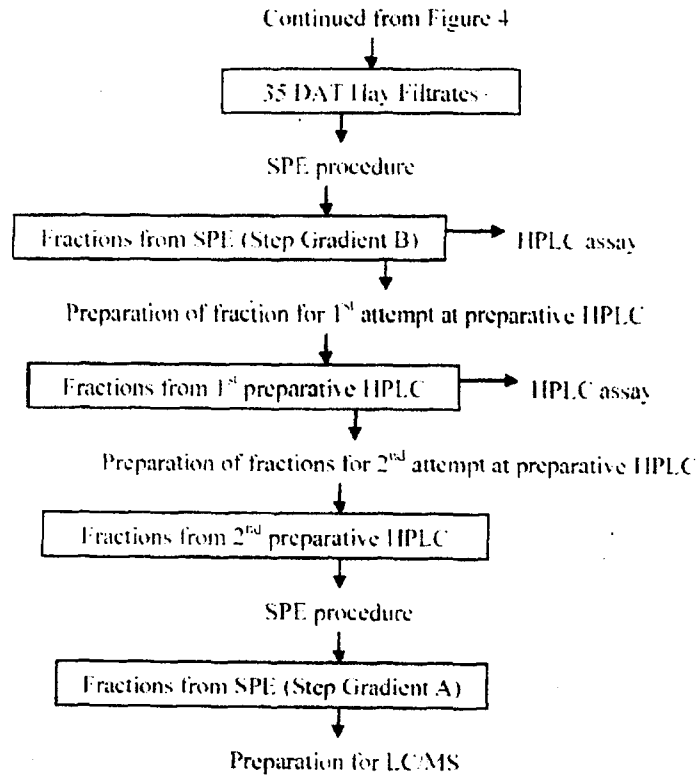 Continued from Figure 4
35 DAT Hay Filtrates
SPE procedure
Fractions from SPE (Step Gradient B)
HPLC assay
Preparation of fraction for 1st attempt at preparative HPLC
Fractions from 1st preparative HPLC
HPLC assay
Preparation of fractions for 2nd attempt at preparative HPLC
Fractions from 2nd preparative HPLC
SPE procedure
Fractions from SPE (Step Gradient A)
Preparation for LC/MS